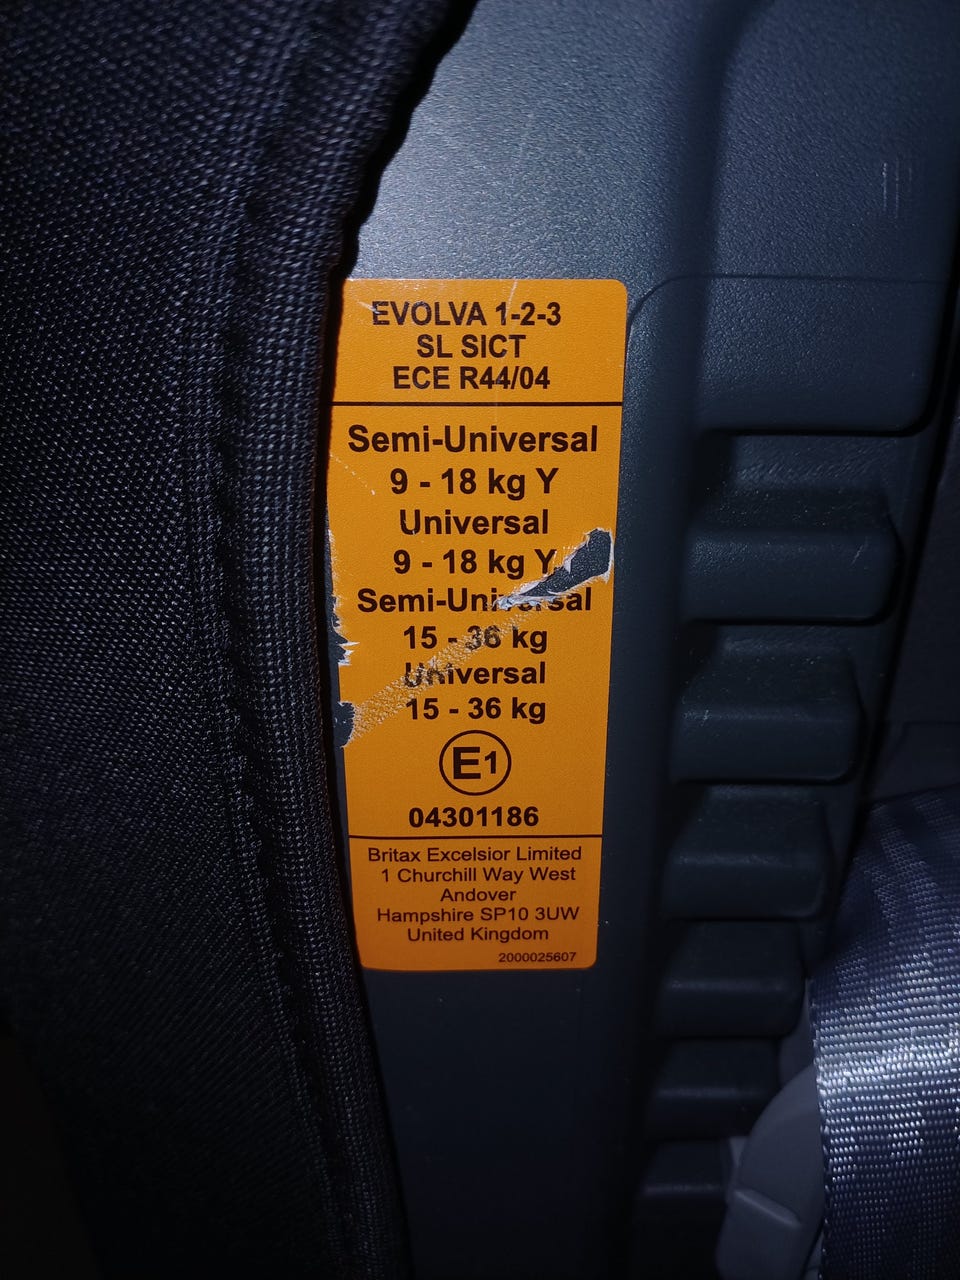 EVOLVA 1-2-3
SL SICT
ECE R44/04
Semi-Universal
9 - 18 kg Y
Universal
9 - 18 kg Y
Semi-Universal
15 - 36 kg
Universal
15 - 36 kg
E1
04301186
Britax Excelsior Limited
1 Churchill Way West
Andover
Hampshire SP10 3UW
United Kingdom
2000025607